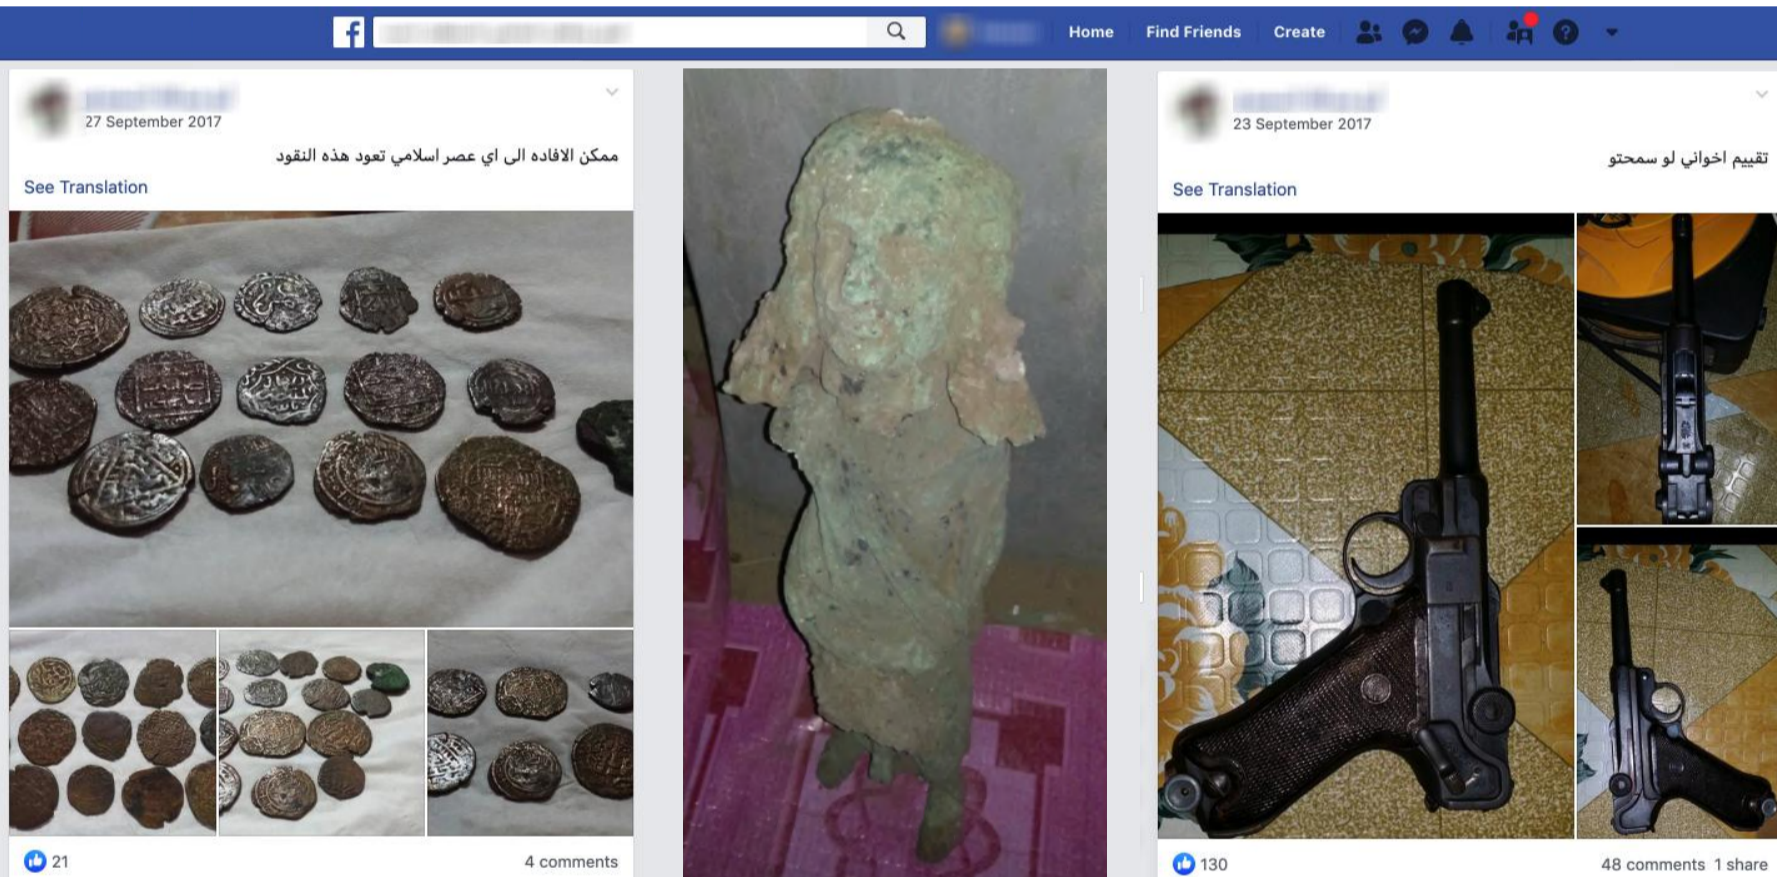 f
Home
Find Friends
Create
27 September 2017
ممكن الافاده الى اي عصر اسلامي تعود هذه النقود
See Translation
21
4 comments
23 September 2017
تقييم اخواني لو سمحتو
See Translation
130
48 comments 1 share